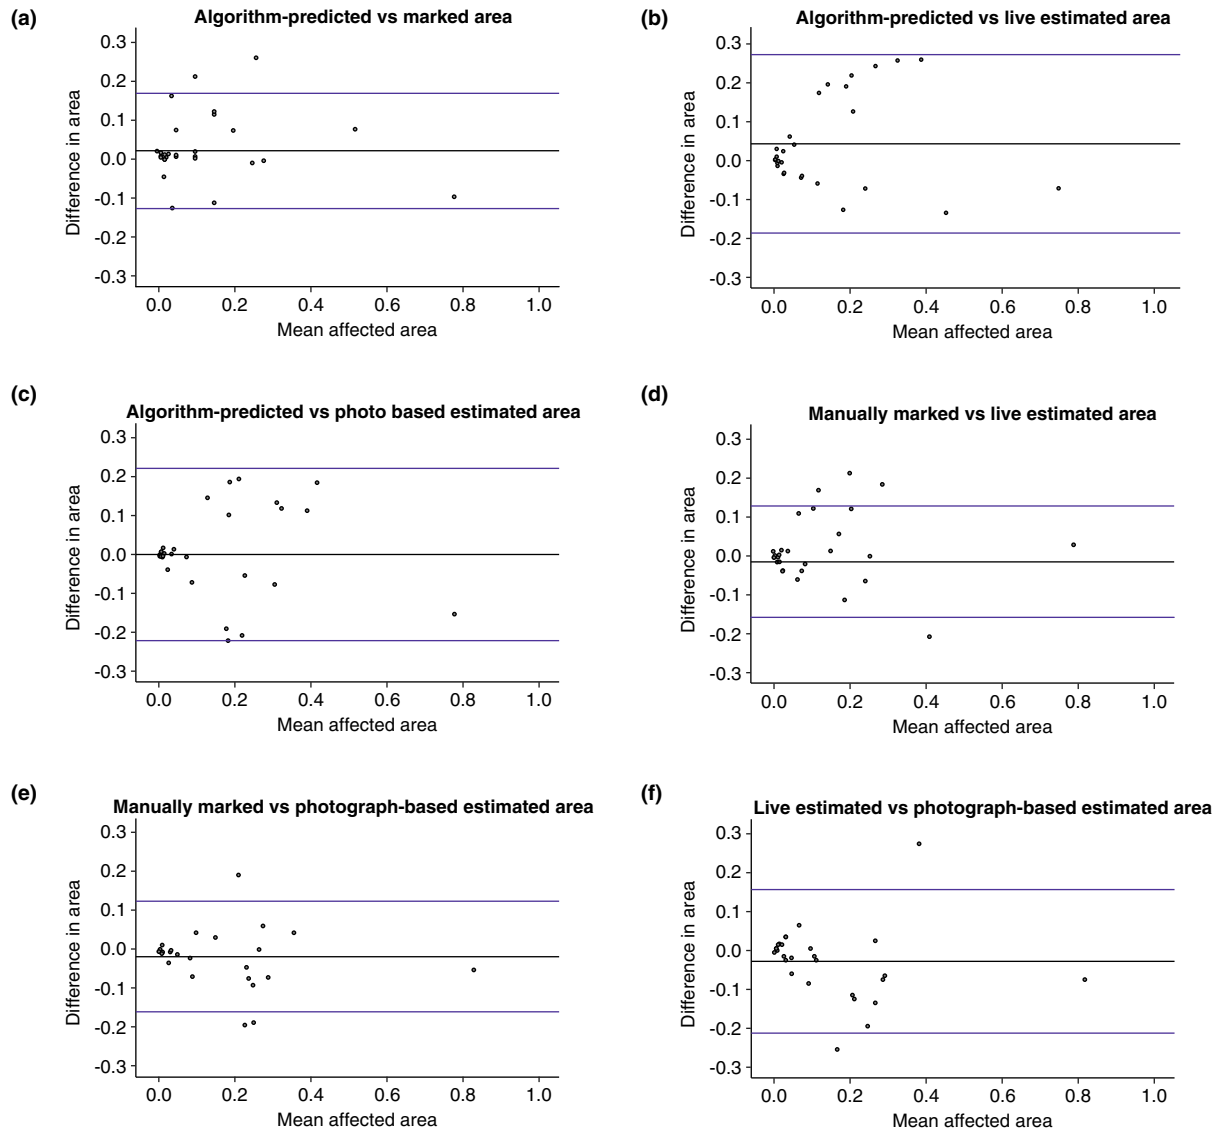 (a)
Algorithm-predicted vs marked area
0.3
0.2
0.1
0.0
-0.1
-0.2
-0.3
Difference in area
0.0 0.2 0.4 0.6 0.8 1.0
Mean affected area
(b)
Algorithm-predicted vs live estimated area
0.3
0.2
0.1
0.0
-0.1
-0.2
-0.3
Difference in area
0.0 0.2 0.4 0.6 0.8 1.0
Mean affected area
(c)
Algorithm-predicted vs photo based estimated area
0.3
0.2
0.1
0.0
-0.1
-0.2
-0.3
Difference in area
0.0 0.2 0.4 0.6 0.8 1.0
Mean affected area
(d)
Manually marked vs live estimated area
0.3
0.2
0.1
0.0
-0.1
-0.2
-0.3
Difference in area
0.0 0.2 0.4 0.6 0.8 1.0
Mean affected area
(e)
Manually marked vs photograph-based estimated area
0.3
0.2
0.1
0.0
-0.1
-0.2
-0.3
Difference in area
0.0 0.2 0.4 0.6 0.8 1.0
Mean affected area
(f)
Live estimated vs photograph-based estimated area
0.3
0.2
0.1
0.0
-0.1
-0.2
-0.3
Difference in area
0.0 0.2 0.4 0.6 0.8 1.0
Mean affected area